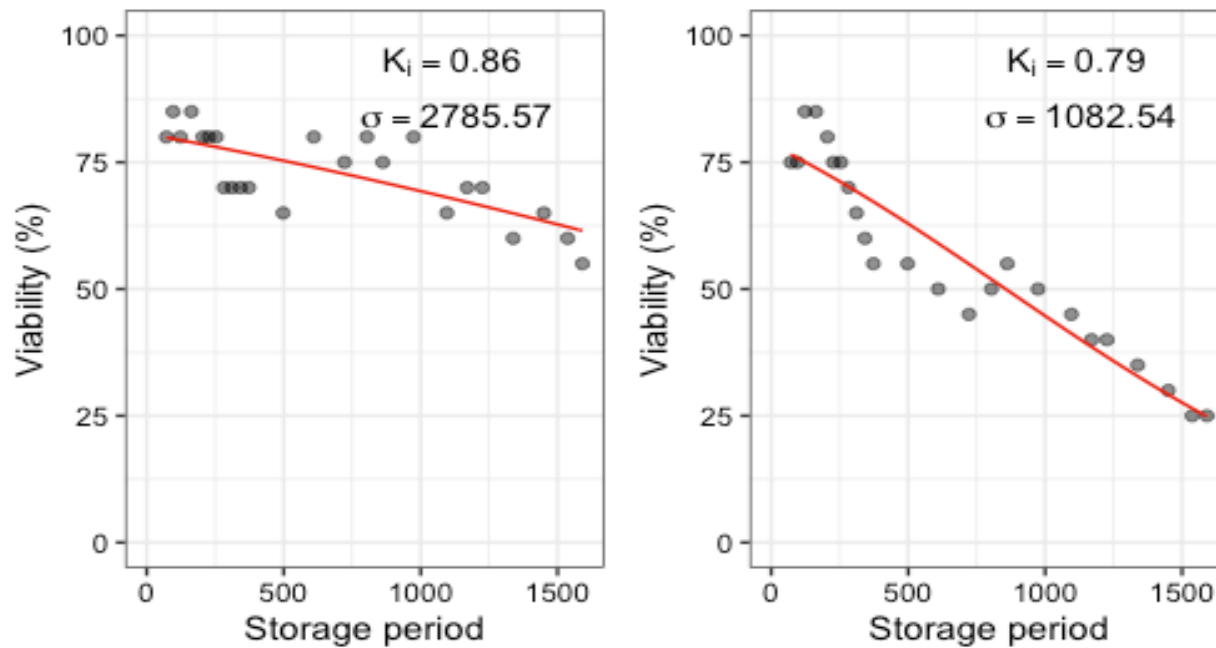 Viability (%)
100
75
50
25
0
Kᵢ = 0.86
σ = 2785.57
0 500 1000 1500
Storage period
Viability (%)
100
75
50
25
0
Kᵢ = 0.79
σ = 1082.54
0 500 1000 1500
Storage period